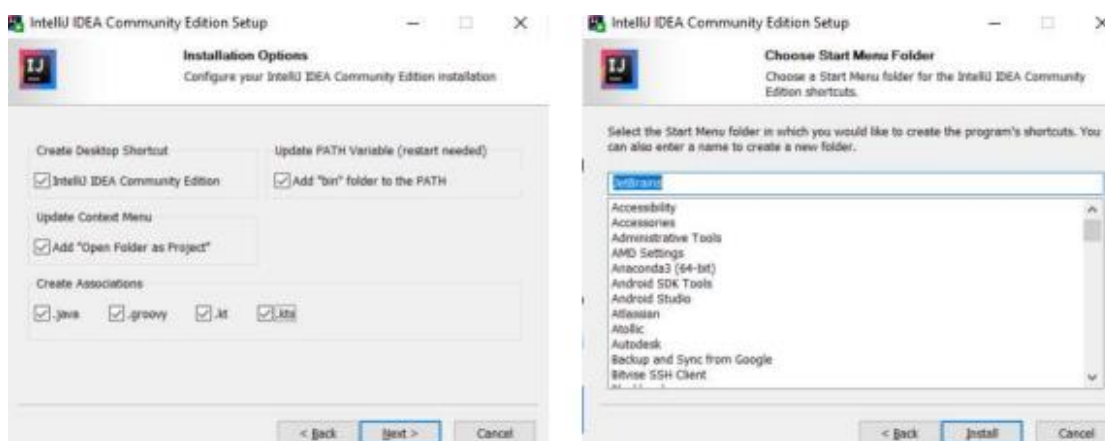 IntelliJ IDEA Community Edition Setup
IJ
Installation Options
Configure your IntelliJ IDEA Community Edition installation
Create Desktop Shortcut
IntelliJ IDEA Community Edition
Update PATH Variable (restart needed)
Add "bin" folder to the PATH
Update Context Menu
Add "Open Folder as Project"
Create Associations
.java .groovy .kt .kts
< Back Next > Cancel
IntelliJ IDEA Community Edition Setup
IJ
Choose Start Menu Folder
Choose a Start Menu folder for the IntelliJ IDEA Community
Edition shortcuts.
Select the Start Menu folder in which you would like to create the program's shortcuts. You
can also enter a name to create a new folder.
JetBrains
Accessibility
Accessories
Administrative Tools
AMD Settings
Anaconda3 (64-bit)
Android SDK Tools
Android Studio
Atlassian
Atollic
Autodesk
Backup and Sync from Google
Bitvise SSH Client
< Back Install Cancel